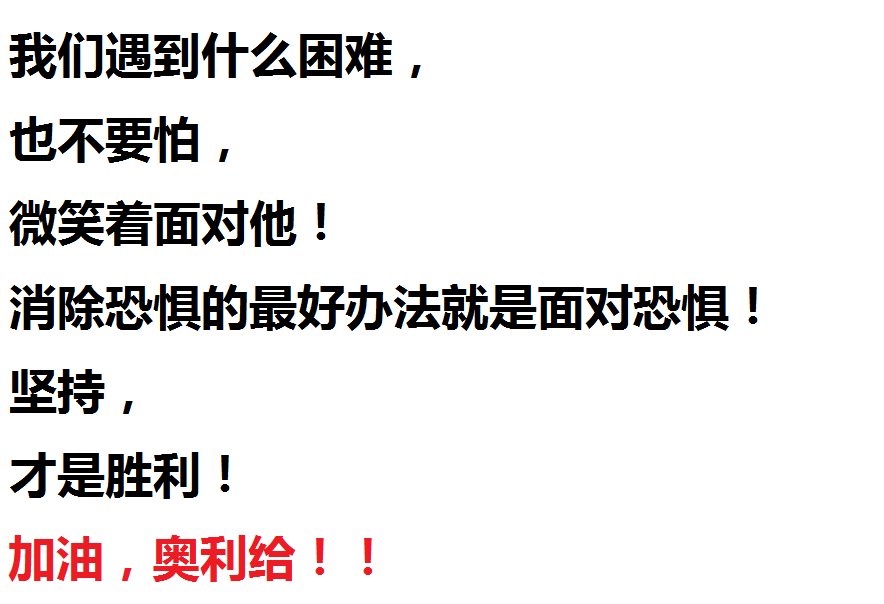 我们遇到什么困难，
也不要怕，
微笑着面对他！
消除恐惧的最好办法就是面对恐惧！
坚持，
才是胜利！
加油，奥利给！！